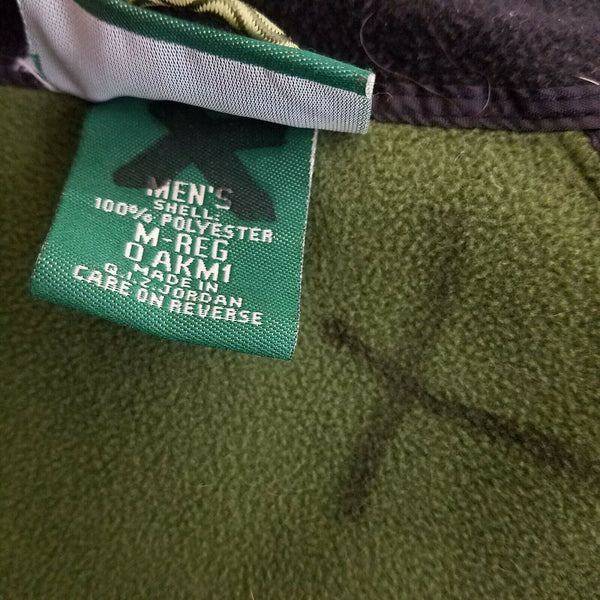 MEN'S
SHELL:
100% POLYESTER
M-REG
0 AKM1
MADE IN
Q.I.Z. JORDAN
CARE ON REVERSE